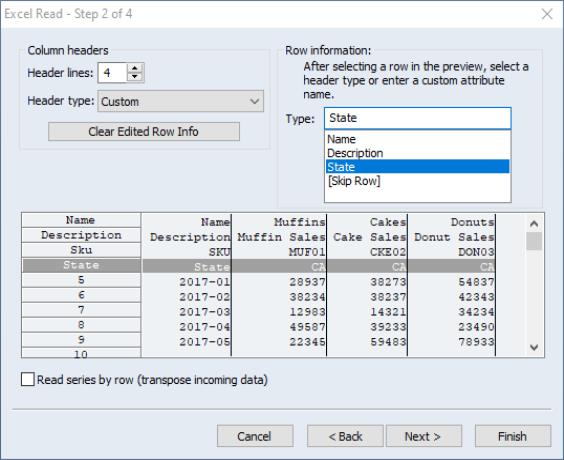 Excel Read - Step 2 of 4
Column headers
Header lines: 4
Header type: Custom
Clear Edited Row Info
Row information:
After selecting a row in the preview, select a
header type or enter a custom attribute
name.
Type: State
Name
Description
State
[Skip Row]
Name Name Muffins Cakes Donuts
Description Description Muffin Sales Cake Sales Donut Sales
Sku SKU MUF01 CKE02 DON03
State State CA CA CA
5 2017-01 28937 38273 54837
6 2017-02 38234 38237 42343
7 2017-03 12983 14321 34234
8 2017-04 49587 39233 23490
9 2017-05 22345 59483 78933
10
Read series by row (transpose incoming data)
Cancel < Back Next > Finish